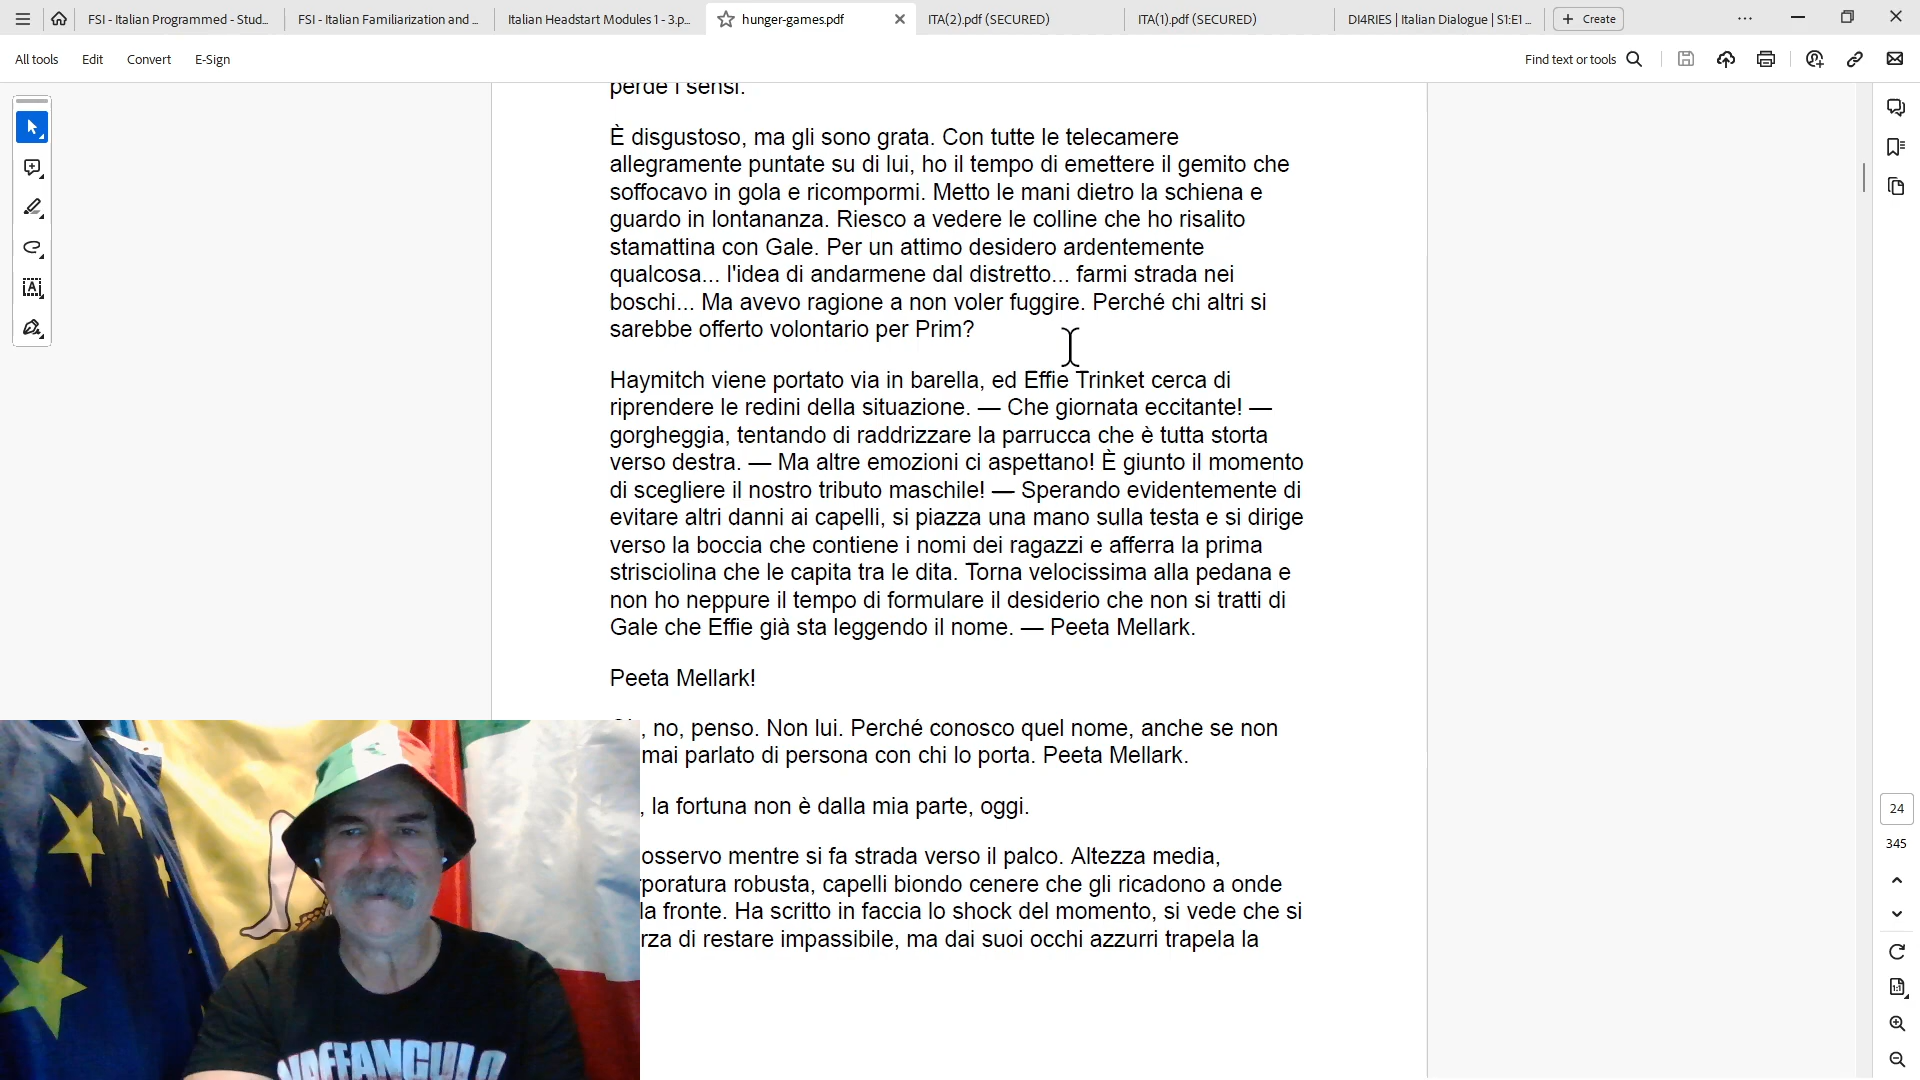 FSI - Italian Programmed - Stud...
FSI - Italian Familiarization and ...
Italian Headstart Modules 1 - 3.p...
hunger-games.pdf
ITA(2).pdf (SECURED)
ITA(1).pdf (SECURED)
DI4RIES | Italian Dialogue | S1:E1 ...
+ Create
All tools
Edit
Convert
E-Sign
Find text or tools
perde i sensi.
È disgustoso, ma gli sono grata. Con tutte le telecamere
allegramente puntate su di lui, ho il tempo di emettere il gemito che
soffocavo in gola e ricompormi. Metto le mani dietro la schiena e
guardo in lontananza. Riesco a vedere le colline che ho risalito
stamattina con Gale. Per un attimo desidero ardentemente
qualcosa... l'idea di andarmene dal distretto... farmi strada nei
boschi... Ma avevo ragione a non voler fuggire. Perché chi altri si
sarebbe offerto volontario per Prim?
Haymitch viene portato via in barella, ed Effie Trinket cerca di
riprendere le redini della situazione. — Che giornata eccitante! —
gorgheggia, tentando di raddrizzare la parrucca che è tutta storta
verso destra. — Ma altre emozioni ci aspettano! È giunto il momento
di scegliere il nostro tributo maschile! — Sperando evidentemente di
evitare altri danni ai capelli, si piazza una mano sulla testa e si dirige
verso la boccia che contiene i nomi dei ragazzi e afferra la prima
strisciolina che le capita tra le dita. Torna velocissima alla pedana e
non ho neppure il tempo di formulare il desiderio che non si tratti di
Gale che Effie già sta leggendo il nome. — Peeta Mellark.
Peeta Mellark!
, no, penso. Non lui. Perché conosco quel nome, anche se non
mai parlato di persona con chi lo porta. Peeta Mellark.
, la fortuna non è dalla mia parte, oggi.
osservo mentre si fa strada verso il palco. Altezza media,
rporatura robusta, capelli biondo cenere che gli ricadono a onde
la fronte. Ha scritto in faccia lo shock del momento, si vede che si
rza di restare impassibile, ma dai suoi occhi azzurri trapela la
24
345
VAFFANCULO